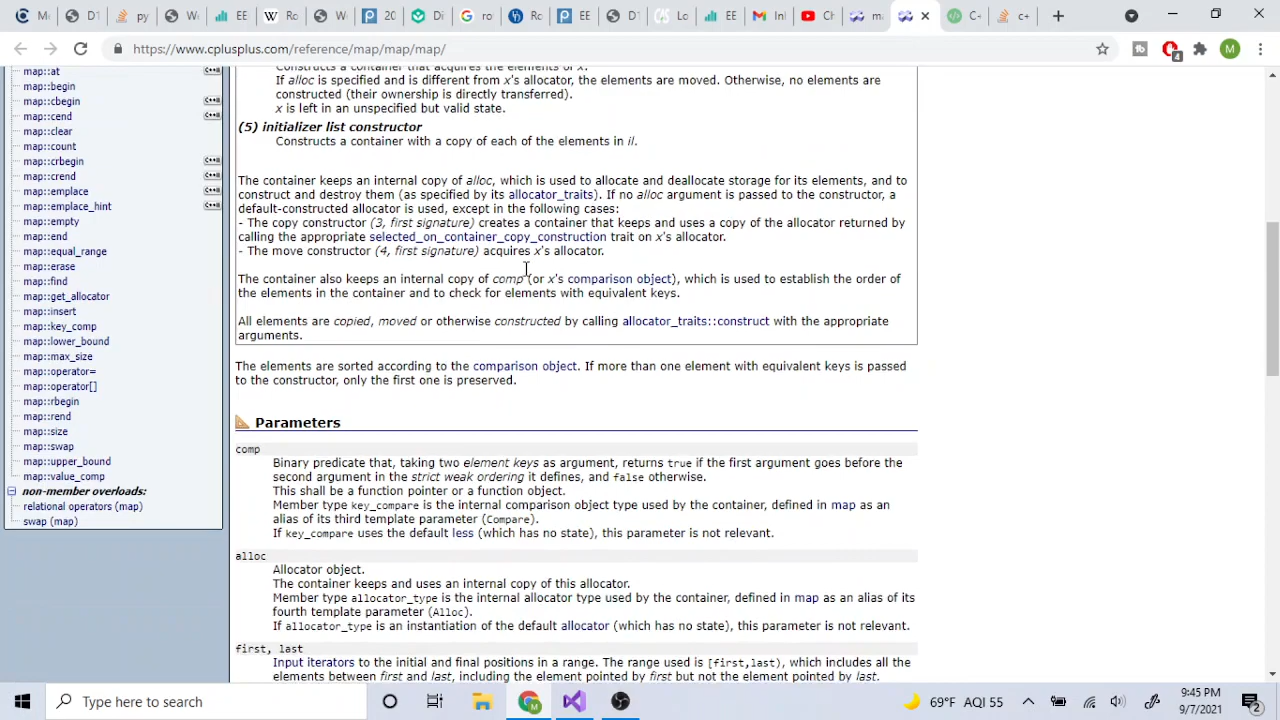 D1
py
W
EE
Ro
W
20
Di
ro
Ro
EE
D1
Lo
EE
In
Ch
m
m
C-
c+
https://www.cplusplus.com/reference/map/map/map/
4
M
map::at
map::begin
map::cbegin
map::cend
map::clear
map::count
map::crbegin
map::crend
map::emplace
map::emplace_hint
map::empty
map::end
map::equal_range
map::erase
map::find
map::get_allocator
map::insert
map::key_comp
map::lower_bound
map::max_size
map::operator=
map::operator[]
map::rbegin
map::rend
map::size
map::swap
map::upper_bound
map::value_comp
non-member overloads:
relational operators (map)
swap (map)
Constructs a container that acquires the elements of x.
If alloc is specified and is different from x's allocator, the elements are moved. Otherwise, no elements are
constructed (their ownership is directly transferred).
x is left in an unspecified but valid state.
(5) initializer list constructor
Constructs a container with a copy of each of the elements in il.
The container keeps an internal copy of alloc, which is used to allocate and deallocate storage for its elements, and to
construct and destroy them (as specified by its allocator_traits). If no alloc argument is passed to the constructor, a
default-constructed allocator is used, except in the following cases:
- The copy constructor (3, first signature) creates a container that keeps and uses a copy of the allocator returned by
calling the appropriate selected_on_container_copy_construction trait on x's allocator.
- The move constructor (4, first signature) acquires x's allocator.
The container also keeps an internal copy of comp (or x's comparison object), which is used to establish the order of
the elements in the container and to check for elements with equivalent keys.
All elements are copied, moved or otherwise constructed by calling allocator_traits::construct with the appropriate
arguments.
The elements are sorted according to the comparison object. If more than one element with equivalent keys is passed
to the constructor, only the first one is preserved.
Parameters
comp
Binary predicate that, taking two element keys as argument, returns true if the first argument goes before the
second argument in the strict weak ordering it defines, and false otherwise.
This shall be a function pointer or a function object.
Member type key_compare is the internal comparison object type used by the container, defined in map as an
alias of its third template parameter (Compare).
If key_compare uses the default less (which has no state), this parameter is not relevant.
alloc
Allocator object.
The container keeps and uses an internal copy of this allocator.
Member type allocator_type is the internal allocator type used by the container, defined in map as an alias of its
fourth template parameter (Alloc).
If allocator_type is an instantiation of the default allocator (which has no state), this parameter is not relevant.
first, last
Input iterators to the initial and final positions in a range. The range used is [first,last), which includes all the
elements between first and last, including the element pointed by first but not the element pointed by last.
Type here to search
69°F AQI 55
9:45 PM
9/7/2021
2